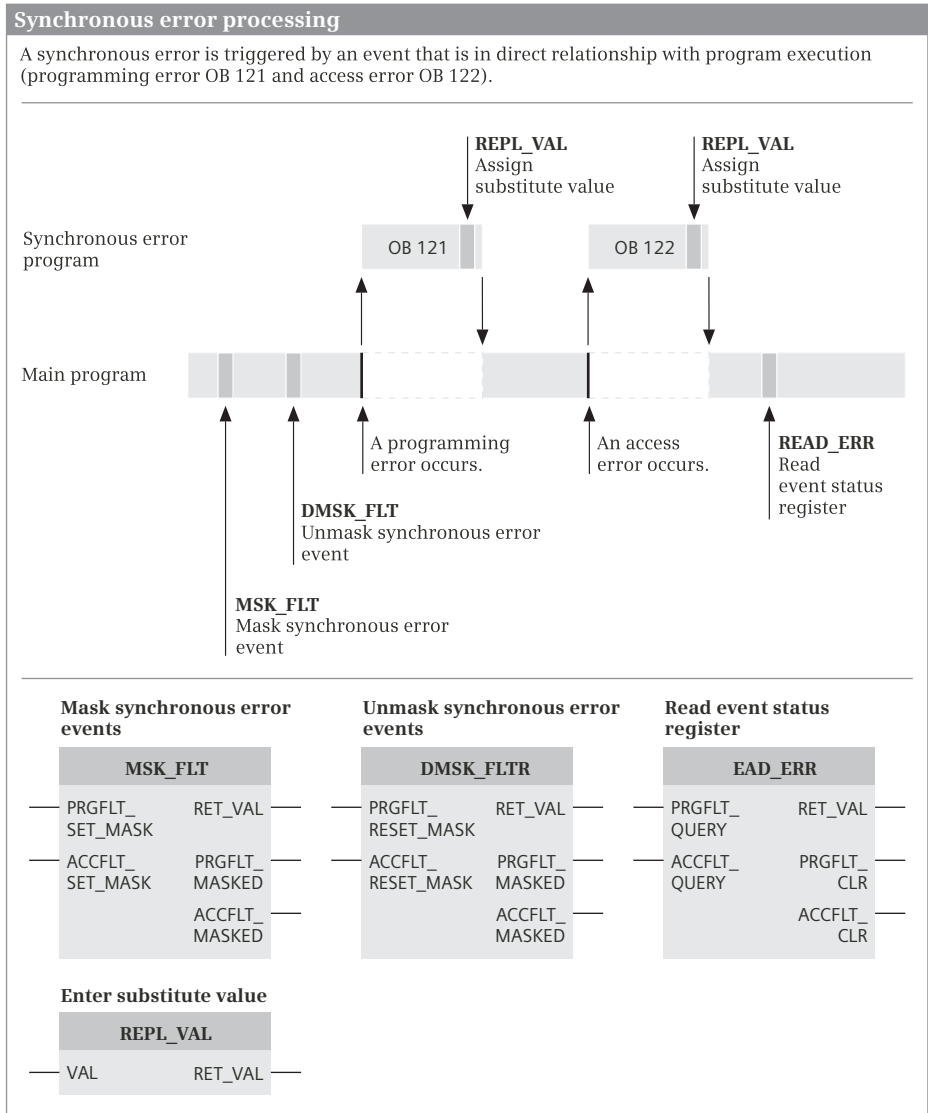 Synchronous error processing
A synchronous error is triggered by an event that is in direct relationship with program execution
(programming error OB 121 and access error OB 122).
REPL_VAL
Assign
substitute value
REPL_VAL
Assign
substitute value
Synchronous error
program
OB 121
OB 122
Main program
A programming
error occurs.
An access
error occurs.
READ_ERR
Read
event status
register
DMSK_FLT
Unmask synchronous error
event
MSK_FLT
Mask synchronous error
event
Mask synchronous error
events
MSK_FLT
PRGFLT_
SET_MASK
RET_VAL
ACCFLT_
SET_MASK
PRGFLT_
MASKED
ACCFLT_
MASKED
Unmask synchronous error
events
DMSK_FLTR
PRGFLT_
RESET_MASK
RET_VAL
ACCFLT_
RESET_MASK
PRGFLT_
MASKED
ACCFLT_
MASKED
Read event status
register
EAD_ERR
PRGFLT_
QUERY
RET_VAL
ACCFLT_
QUERY
PRGFLT_
CLR
ACCFLT_
CLR
Enter substitute value
REPL_VAL
VAL
RET_VAL